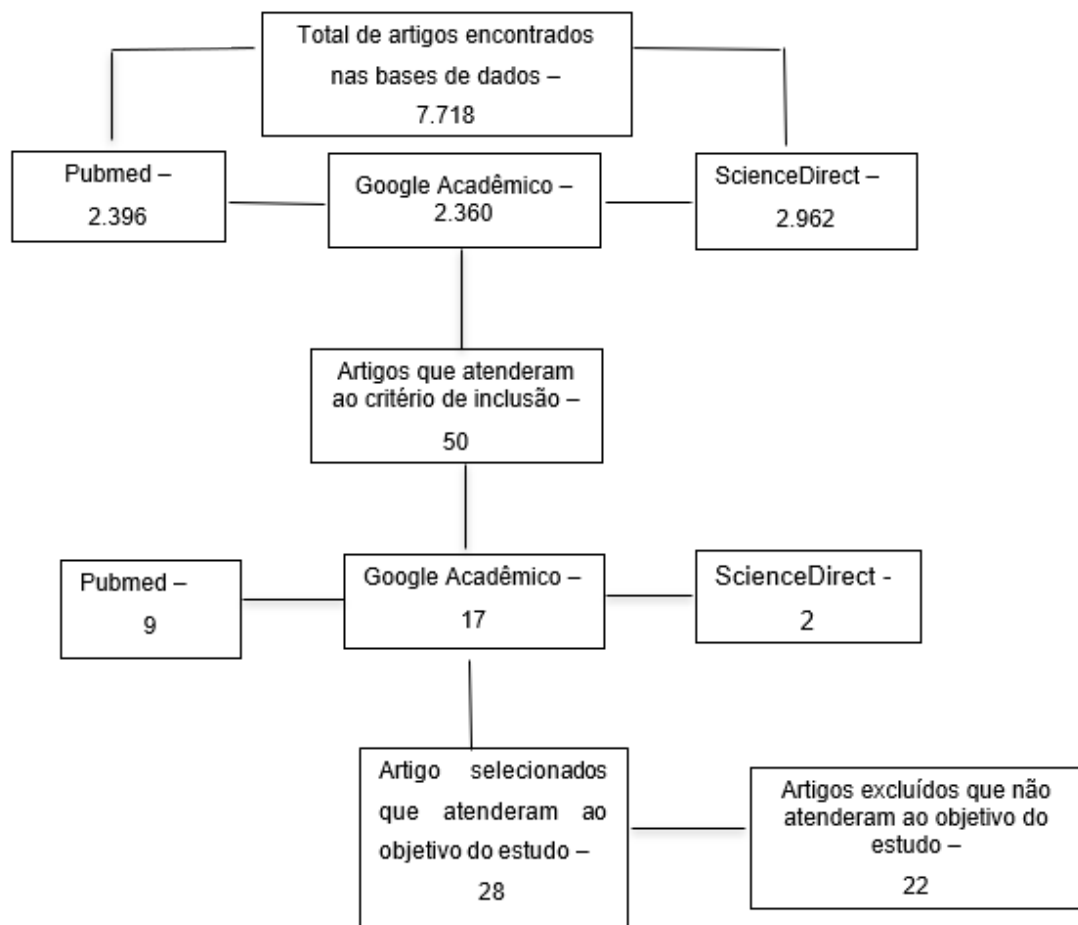 Total de artigos encontrados
nas bases de dados –
7.718
Pubmed –
2.396
Google Acadêmico –
2.360
ScienceDirect –
2.962
Artigos que atenderam
ao critério de inclusão –
50
Pubmed –
9
Google Acadêmico –
17
ScienceDirect -
2
Artigo selecionados
que atenderam ao
objetivo do estudo –
28
Artigos excluídos que não
atenderam ao objetivo do
estudo –
22